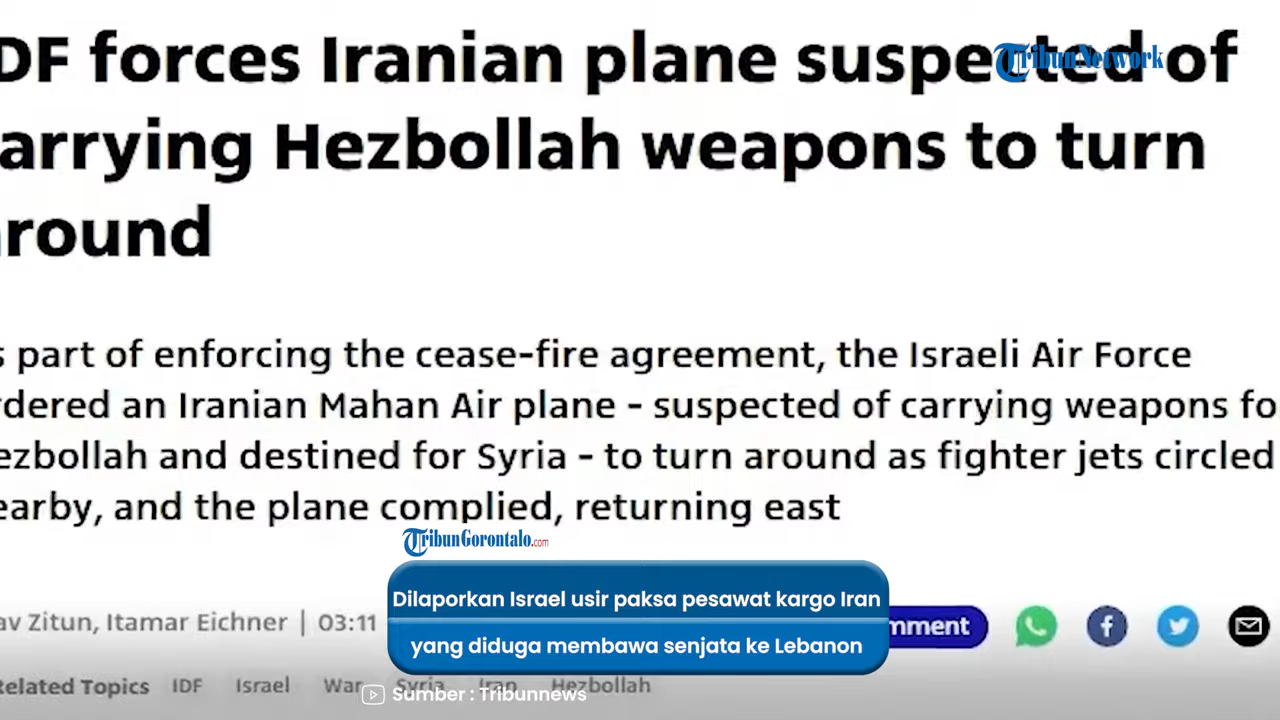 DF forces Iranian plane suspected of
TribunNetwork
arrying Hezbollah weapons to turn
around
s part of enforcing the cease-fire agreement, the Israeli Air Force
rdered an Iranian Mahan Air plane - suspected of carrying weapons fo
ezbollah and destined for Syria - to turn around as fighter jets circled
earby, and the plane complied, returning east
TribunGorontalo.com
Dilaporkan Israel usir paksa pesawat kargo Iran
yang diduga membawa senjata ke Lebanon
av Zitun, Itamar Eichner | 03:11
mment
Related Topics IDF Israel War Syria Iran Hezbollah
Sumber : Tribunnews